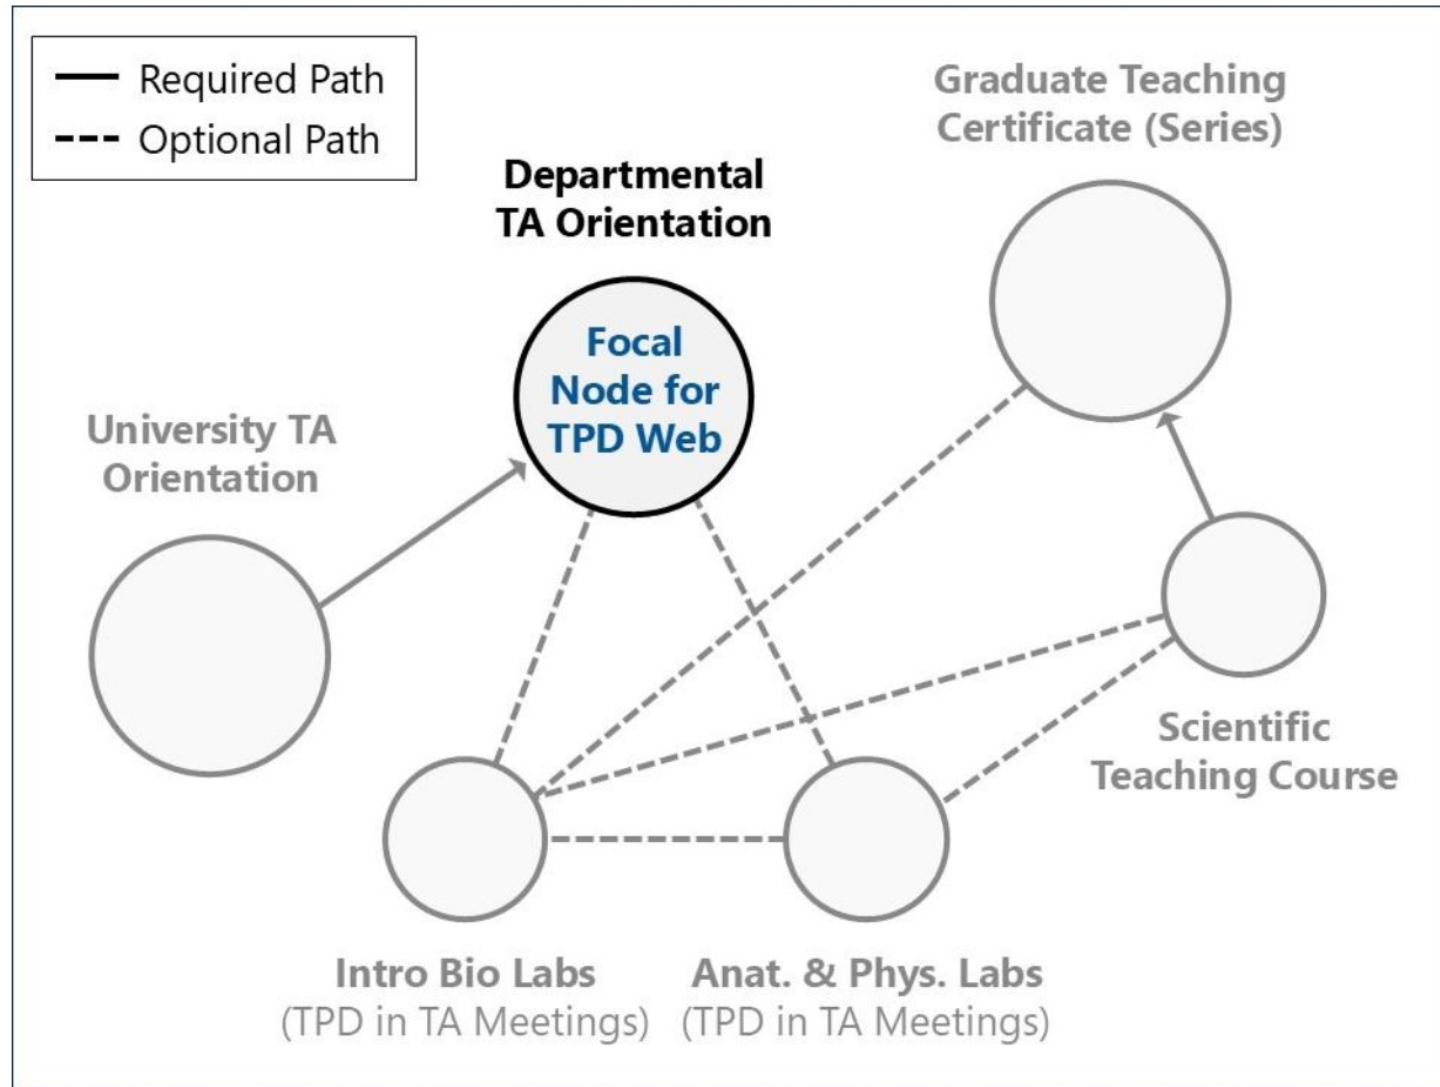 Required Path
Optional Path
Graduate Teaching
Certificate (Series)
Departmental
TA Orientation
Focal
Node for
TPD Web
University TA
Orientation
Scientific
Teaching Course
Intro Bio Labs
(TPD in TA Meetings)
Anat. & Phys. Labs
(TPD in TA Meetings)